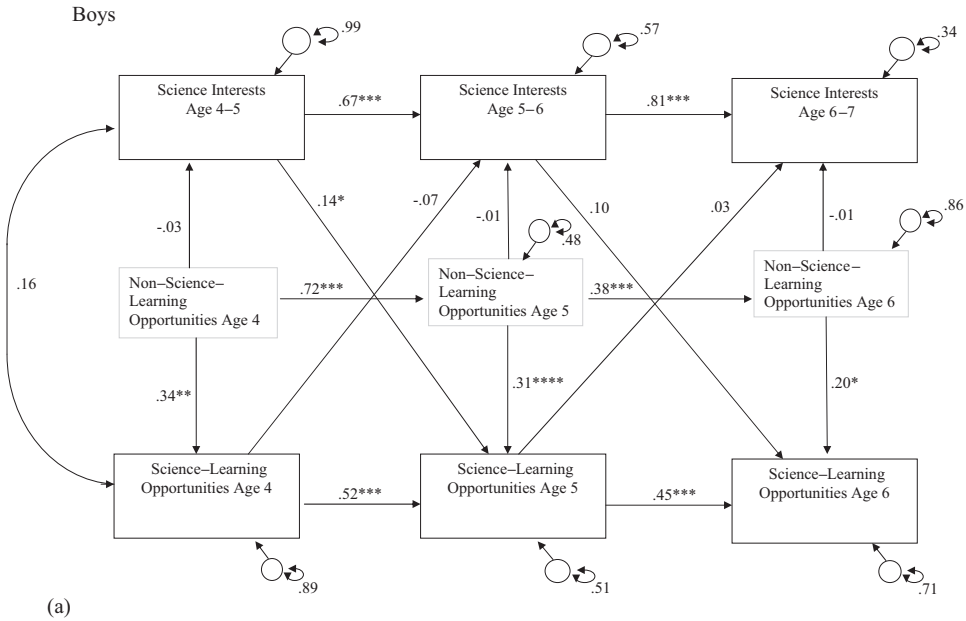 Boys
.99
.57
.34
Science Interests
Age 4–5
.67***
Science Interests
Age 5–6
.81***
Science Interests
Age 6–7
-.03
.14*
-.07
-.01
.48
.10
.03
-.01
.86
.16
Non–Science–
Learning
Opportunities Age 4
.72***
Non–Science–
Learning
Opportunities Age 5
.38***
Non–Science–
Learning
Opportunities Age 6
.34**
.31****
.20*
Science–Learning
Opportunities Age 4
.52***
Science–Learning
Opportunities Age 5
.45***
Science–Learning
Opportunities Age 6
.89
.51
.71
(a)